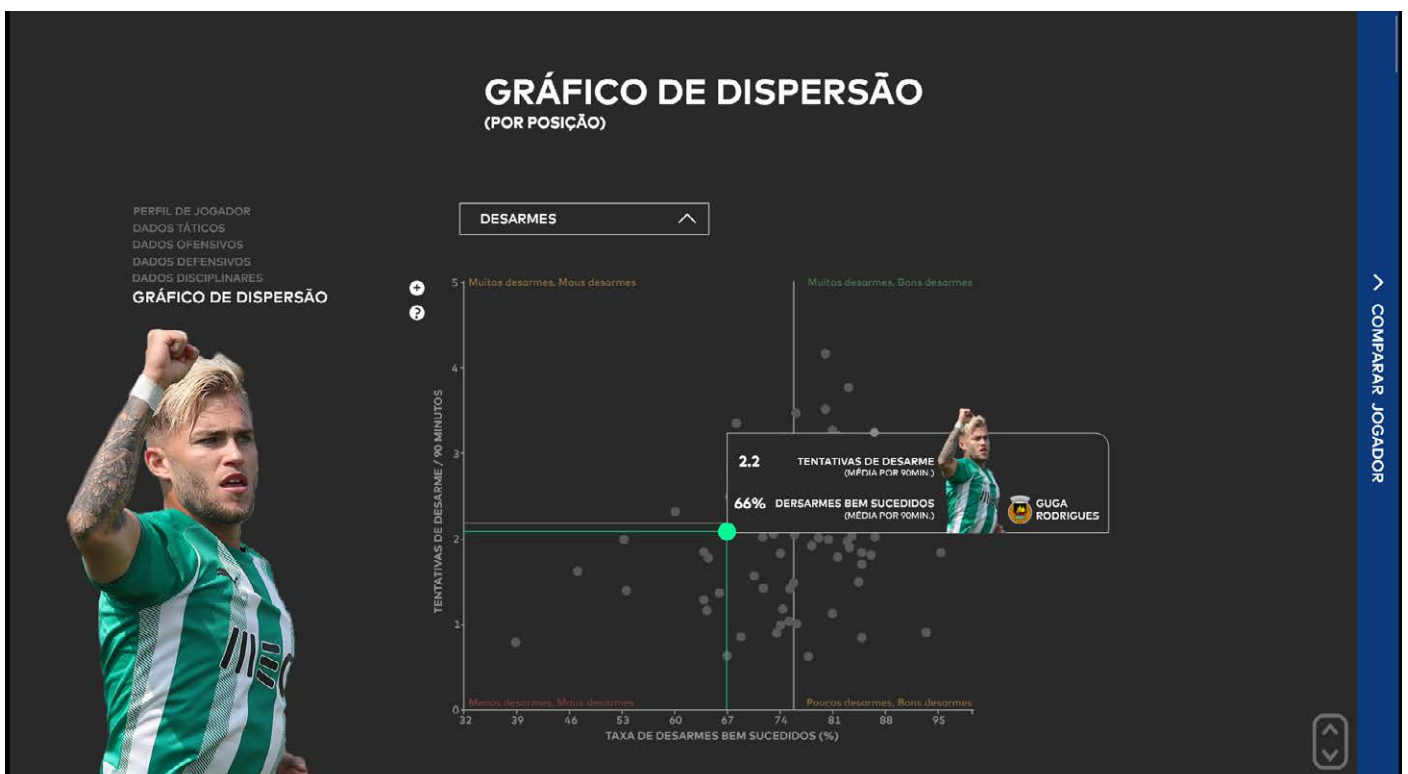 GRÁFICO DE DISPERSÃO
(POR POSIÇÃO)
PERFIL DE JOGADOR
DADOS TÁTICOS
DADOS OFENSIVOS
DADOS DEFENSIVOS
DADOS DISCIPLINARES
GRÁFICO DE DISPERSÃO
DESARMES
+
?
Muitos desarmes, Maus desarmes
Muitos desarmes, Bons desarmes
5
4
3
2
1
0
TENTATIVAS DE DESARME / 90 MINUTOS
2.2 TENTATIVAS DE DESARME
(MÉDIA POR 90MIN.)
66% DERSARMES BEM SUCEDIDOS
(MÉDIA POR 90MIN.)
GUGA
RODRIGUES
Menos desarmes, Maus desarmes
Poucos desarmes, Bons desarmes
32 39 46 53 60 67 74 81 88 95
TAXA DE DESARMES BEM SUCEDIDOS (%)
COMPARAR JOGADOR